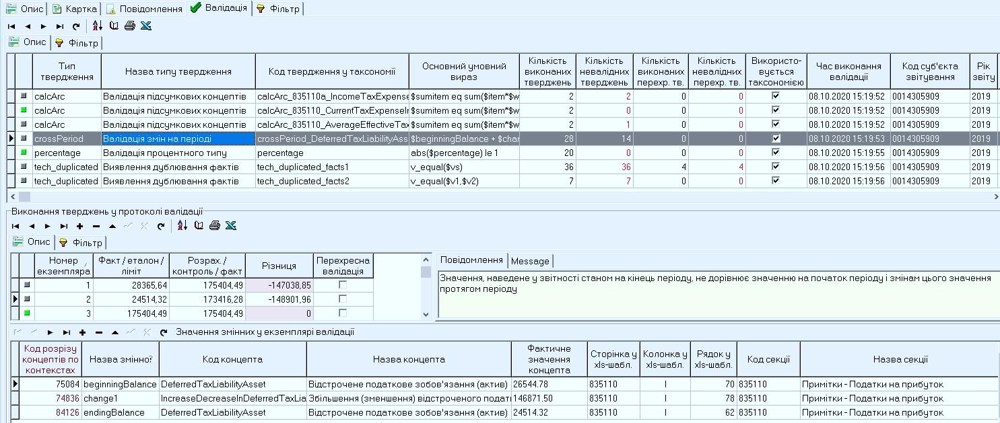 Опис Картка Повідомлення Валідація Фільтр
Опис Фільтр
Тип твердження Назва типу твердження Код твердження у таксономії Основний умовний вираз Кількість виконаних тверджень Кількість невалідних тверджень Кількість виконаних перехр. тв. Кількість невалідних перехр. тв. Використо-вується таксономією Час виконання валідації Код суб'єкта звітування Рік звіту
calcArc Валідація підсумкових концептів calcArc_835110a_IncomeTaxExpense $sumitem eq sum($item*$w 2 2 0 0 08.10.2020 15:19:52 0014305909 2019
calcArc Валідація підсумкових концептів calcArc_835110_CurrentTaxExpenseI $sumitem eq sum($item*$w 2 0 0 0 08.10.2020 15:19:52 0014305909 2019
calcArc Валідація підсумкових концептів calcArc_835110_AverageEffectiveTax $sumitem eq sum($item*$w 2 1 0 0 08.10.2020 15:19:52 0014305909 2019
crossPeriod Валідація змін на періоді crossPeriod_DeferredTaxLiabilityAss $beginningBalance + $char 28 14 0 0 08.10.2020 15:19:53 0014305909 2019
percentage Валідація процентного типу percentage abs($percentage) le 1 20 0 0 0 08.10.2020 15:19:55 0014305909 2019
tech_duplicated Виявлення дублювання фактів tech_duplicated_facts1 v_equal($vs) 36 36 4 4 08.10.2020 15:19:56 0014305909 2019
tech_duplicated Виявлення дублювання фактів tech_duplicated_facts2 v_equal($v1,$v2) 7 7 0 0 08.10.2020 15:19:56 0014305909 2019
Виконання тверджень у протоколі валідації
Опис Фільтр
Номер екземпляра Факт / еталон / ліміт Розрах. / контроль / факт Різниця Перехресна валідація
1 28365,64 175404,49 -147038,85
2 24514,32 173416,28 -148901,96
3 175404,49 175404,49 0
Повідомлення Message
Значення, наведене у звітності станом на кінець періоду, не дорівнює значенню на початок періоду і змінам цього значення
протягом періоду
Значення змінних у екземплярі валідації
Код розрізу концептів по контекстах Назва змінної Код концепта Назва концепта Фактичне значення концепта Сторінка у xls-шабл. Колонка у xls-шабл. Рядок у xls-шабл. Код секції Назва секції
75084 beginningBalance DeferredTaxLiabilityAsset Відстрочене податкове зобов'язання (актив) 26544.78 835110 I 70 835110 Примітки - Податки на прибуток
74836 change1 IncreaseDecreaseInDeferredTaxLia Збільшення (зменшення) відстроченого подат 146871.50 835110 I 78 835110 Примітки - Податки на прибуток
84126 endingBalance DeferredTaxLiabilityAsset Відстрочене податкове зобов'язання (актив) 24514.32 835110 I 62 835110 Примітки - Податки на прибуток